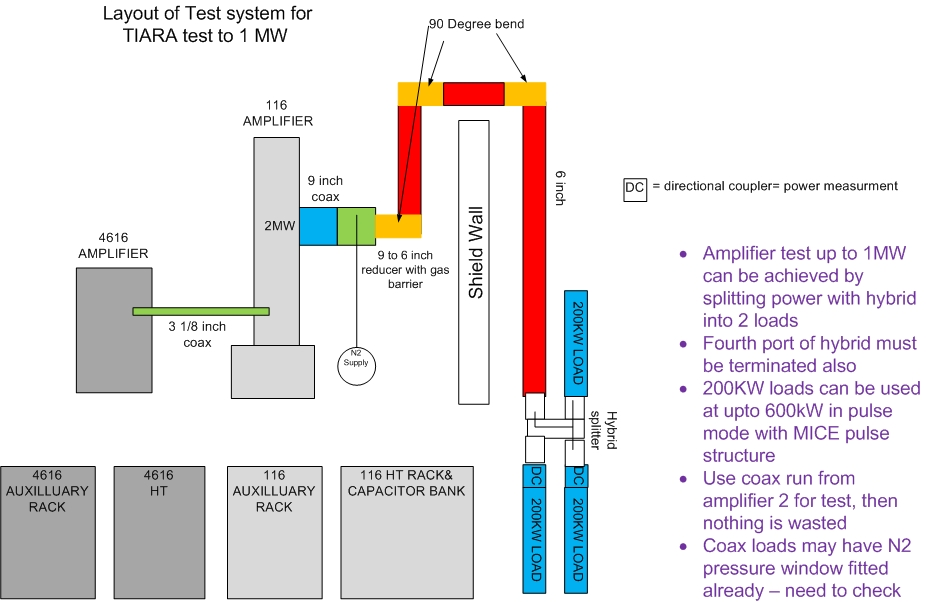 Layout of Test system for
TIARA test to 1 MW
90 Degree bend
116
AMPLIFIER
9 inch
coax
2MW
4616
AMPLIFIER
3 1/8 inch
coax
9 to 6 inch
reducer with gas
barrier
N2
Supply
Shield Wall
6 inch
DC
= directional coupler= power measurment
200KW LOAD
Hybrid
splitter
DC
DC
200KW LOAD
200KW LOAD
4616
AUXILLUARY
RACK
4616
HT
116
AUXILLUARY
RACK
116 HT RACK&
CAPACITOR BANK
• Amplifier test up to 1MW
can be achieved by
splitting power with hybrid
into 2 loads
• Fourth port of hybrid must
be terminated also
• 200KW loads can be used
at upto 600kW in pulse
mode with MICE pulse
structure
• Use coax run from
amplifier 2 for test, then
nothing is wasted
• Coax loads may have N2
pressure window fitted
already – need to check